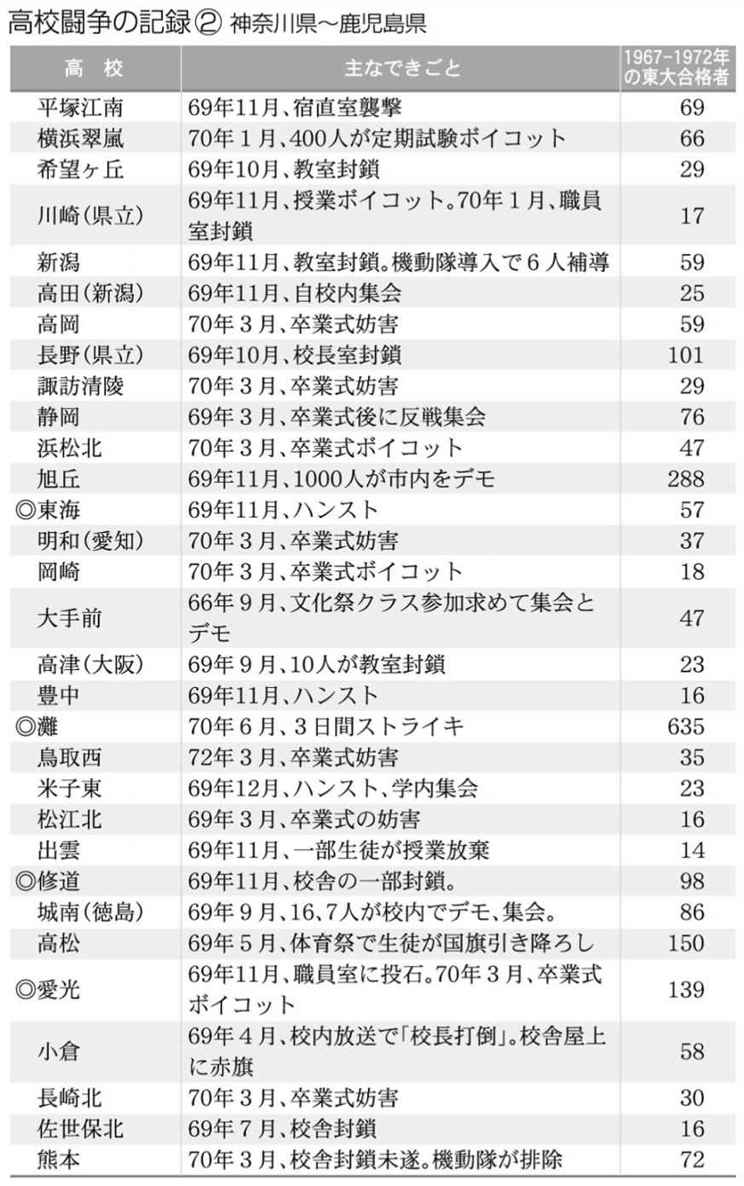 高校闘争の記録② 神奈川県〜鹿児島県
高　校　主なできごと　1967-1972年の東大合格者
平塚江南　69年11月、宿直室襲撃　69
横浜翠嵐　70年１月、400人が定期試験ボイコット　66
希望ヶ丘　69年10月、教室封鎖　29
川崎（県立）　69年11月、授業ボイコット。70年１月、職員
室封鎖　17
新潟　69年11月、教室封鎖。機動隊導入で６人補導　59
高田（新潟）　69年11月、自校内集会　25
高岡　70年３月、卒業式妨害　59
長野（県立）　69年10月、校長室封鎖　101
諏訪清陵　70年３月、卒業式妨害　29
静岡　69年３月、卒業式後に反戦集会　76
浜松北　70年３月、卒業式ボイコット　47
旭丘　69年11月、1000人が市内をデモ　288
◎東海　69年11月、ハンスト　57
明和（愛知）　70年３月、卒業式妨害　37
岡崎　70年３月、卒業式ボイコット　18
大手前　66年９月、文化祭クラス参加求めて集会と
デモ　47
高津（大阪）　69年９月、10人が教室封鎖　23
豊中　69年11月、ハンスト　16
◎灘　70年６月、３日間ストライキ　635
鳥取西　72年３月、卒業式妨害　35
米子東　69年12月、ハンスト、学内集会　23
松江北　69年３月、卒業式の妨害　16
出雲　69年11月、一部生徒が授業放棄　14
◎修道　69年11月、校舎の一部封鎖。　98
城南（徳島）　69年９月、16、7人が校内でデモ、集会。　86
高松　69年５月、体育祭で生徒が国旗引き降ろし　150
◎愛光　69年11月、職員室に投石。70年３月、卒業式
ボイコット　139
小倉　69年４月、校内放送で「校長打倒」。校舎屋上
に赤旗　58
長崎北　70年３月、卒業式妨害　30
佐世保北　69年７月、校舎封鎖　16
熊本　70年３月、校舎封鎖未遂。機動隊が排除　72